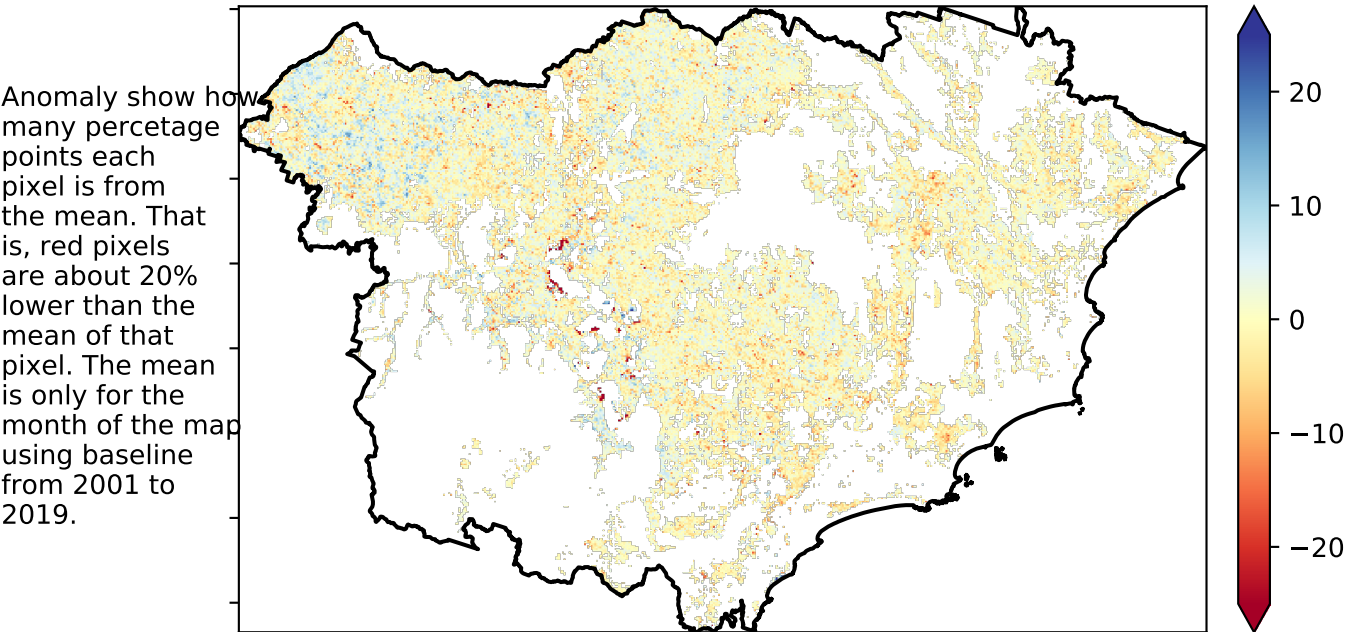 Anomaly show how
many percetage
points each
pixel is from
the mean. That
is, red pixels
are about 20%
lower than the
mean of that
pixel. The mean
is only for the
month of the map
using baseline
from 2001 to
2019.
20
10
0
−10
−20